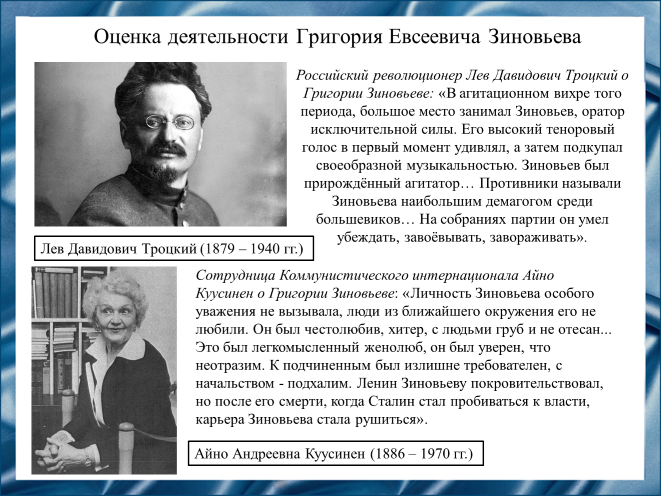 Оценка деятельности Григория Евсеевича Зиновьева
Российский революционер Лев Давидович Троцкий о
Григории Зиновьеве: «В агитационном вихре того
периода, большое место занимал Зиновьев, оратор
исключительной силы. Его высокий теноровый
голос в первый момент удивлял, а затем подкупал
своеобразной музыкальностью. Зиновьев был
прирождённый агитатор… Противники называли
Зиновьева наибольшим демагогом среди
большевиков… На собраниях партии он умел
убеждать, завоёвывать, завораживать».
Лев Давидович Троцкий (1879 – 1940 гг.)
Сотрудница Коммунистического интернационала Айно
Куусинен о Григории Зиновьеве: «Личность Зиновьева особого
уважения не вызывала, люди из ближайшего окружения его не
любили. Он был честолюбив, хитер, с людьми груб и не отесан...
Это был легкомысленный женолюб, он был уверен, что
неотразим. К подчиненным был излишне требователен, с
начальством - подхалим. Ленин Зиновьеву покровительствовал,
но после его смерти, когда Сталин стал пробиваться к власти,
карьера Зиновьева стала рушиться».
Айно Андреевна Куусинен (1886 – 1970 гг.)